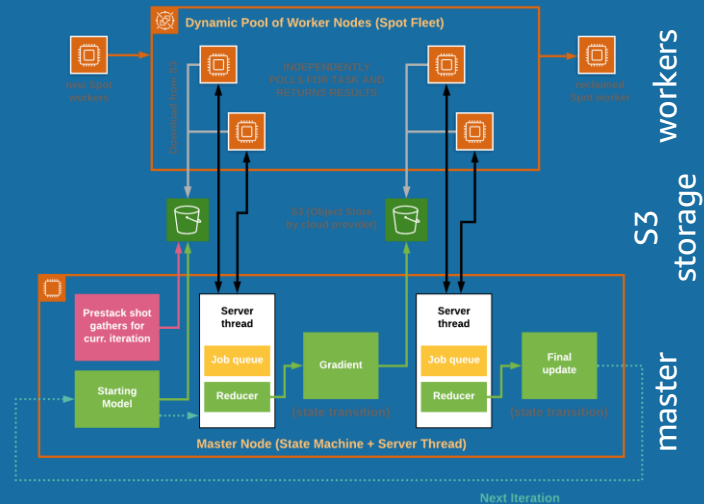 Dynamic Pool of Worker Nodes (Spot Fleet)
new Spot
workers
Download from S3
INDEPENDENTLY
POLLS FOR TASK AND
RETURNS RESULTS
reclaimed
Spot worker
workers
S3 (Object Store
by cloud provider)
S3
storage
Prestack shot
gathers for
curr. iteration
Starting
Model
Server
thread
Job queue
Reducer
Gradient
(state transition)
Server
thread
Job queue
Reducer
Final
update
(state transition)
master
Master Node (State Machine + Server Thread)
Next Iteration